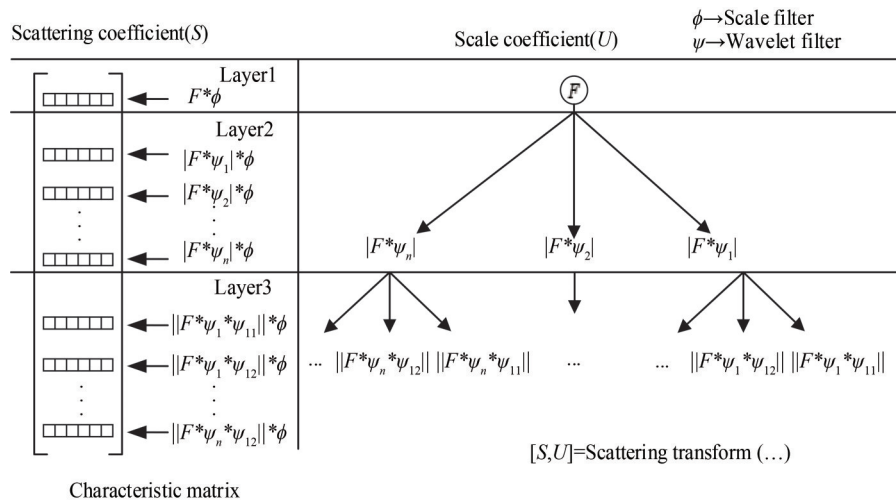 Scattering coefficient(S)
Scale coefficient(U)
ϕ→Scale filter
ψ→Wavelet filter
Layer1
F*ϕ
F
Layer2
|F*ψ₁|*ϕ
|F*ψ₂|*ϕ
|F*ψₙ|*ϕ
|F*ψₙ| |F*ψ₂| |F*ψ₁|
Layer3
||F*ψ₁*ψ₁₁||*ϕ
||F*ψ₁*ψ₁₂||*ϕ
||F*ψₙ*ψ₁₂||*ϕ
... ||F*ψₙ*ψ₁₂|| ||F*ψₙ*ψ₁₁|| ... ... ||F*ψ₁*ψ₁₂|| ||F*ψ₁*ψ₁₁||
[S,U]=Scattering transform (…)
Characteristic matrix